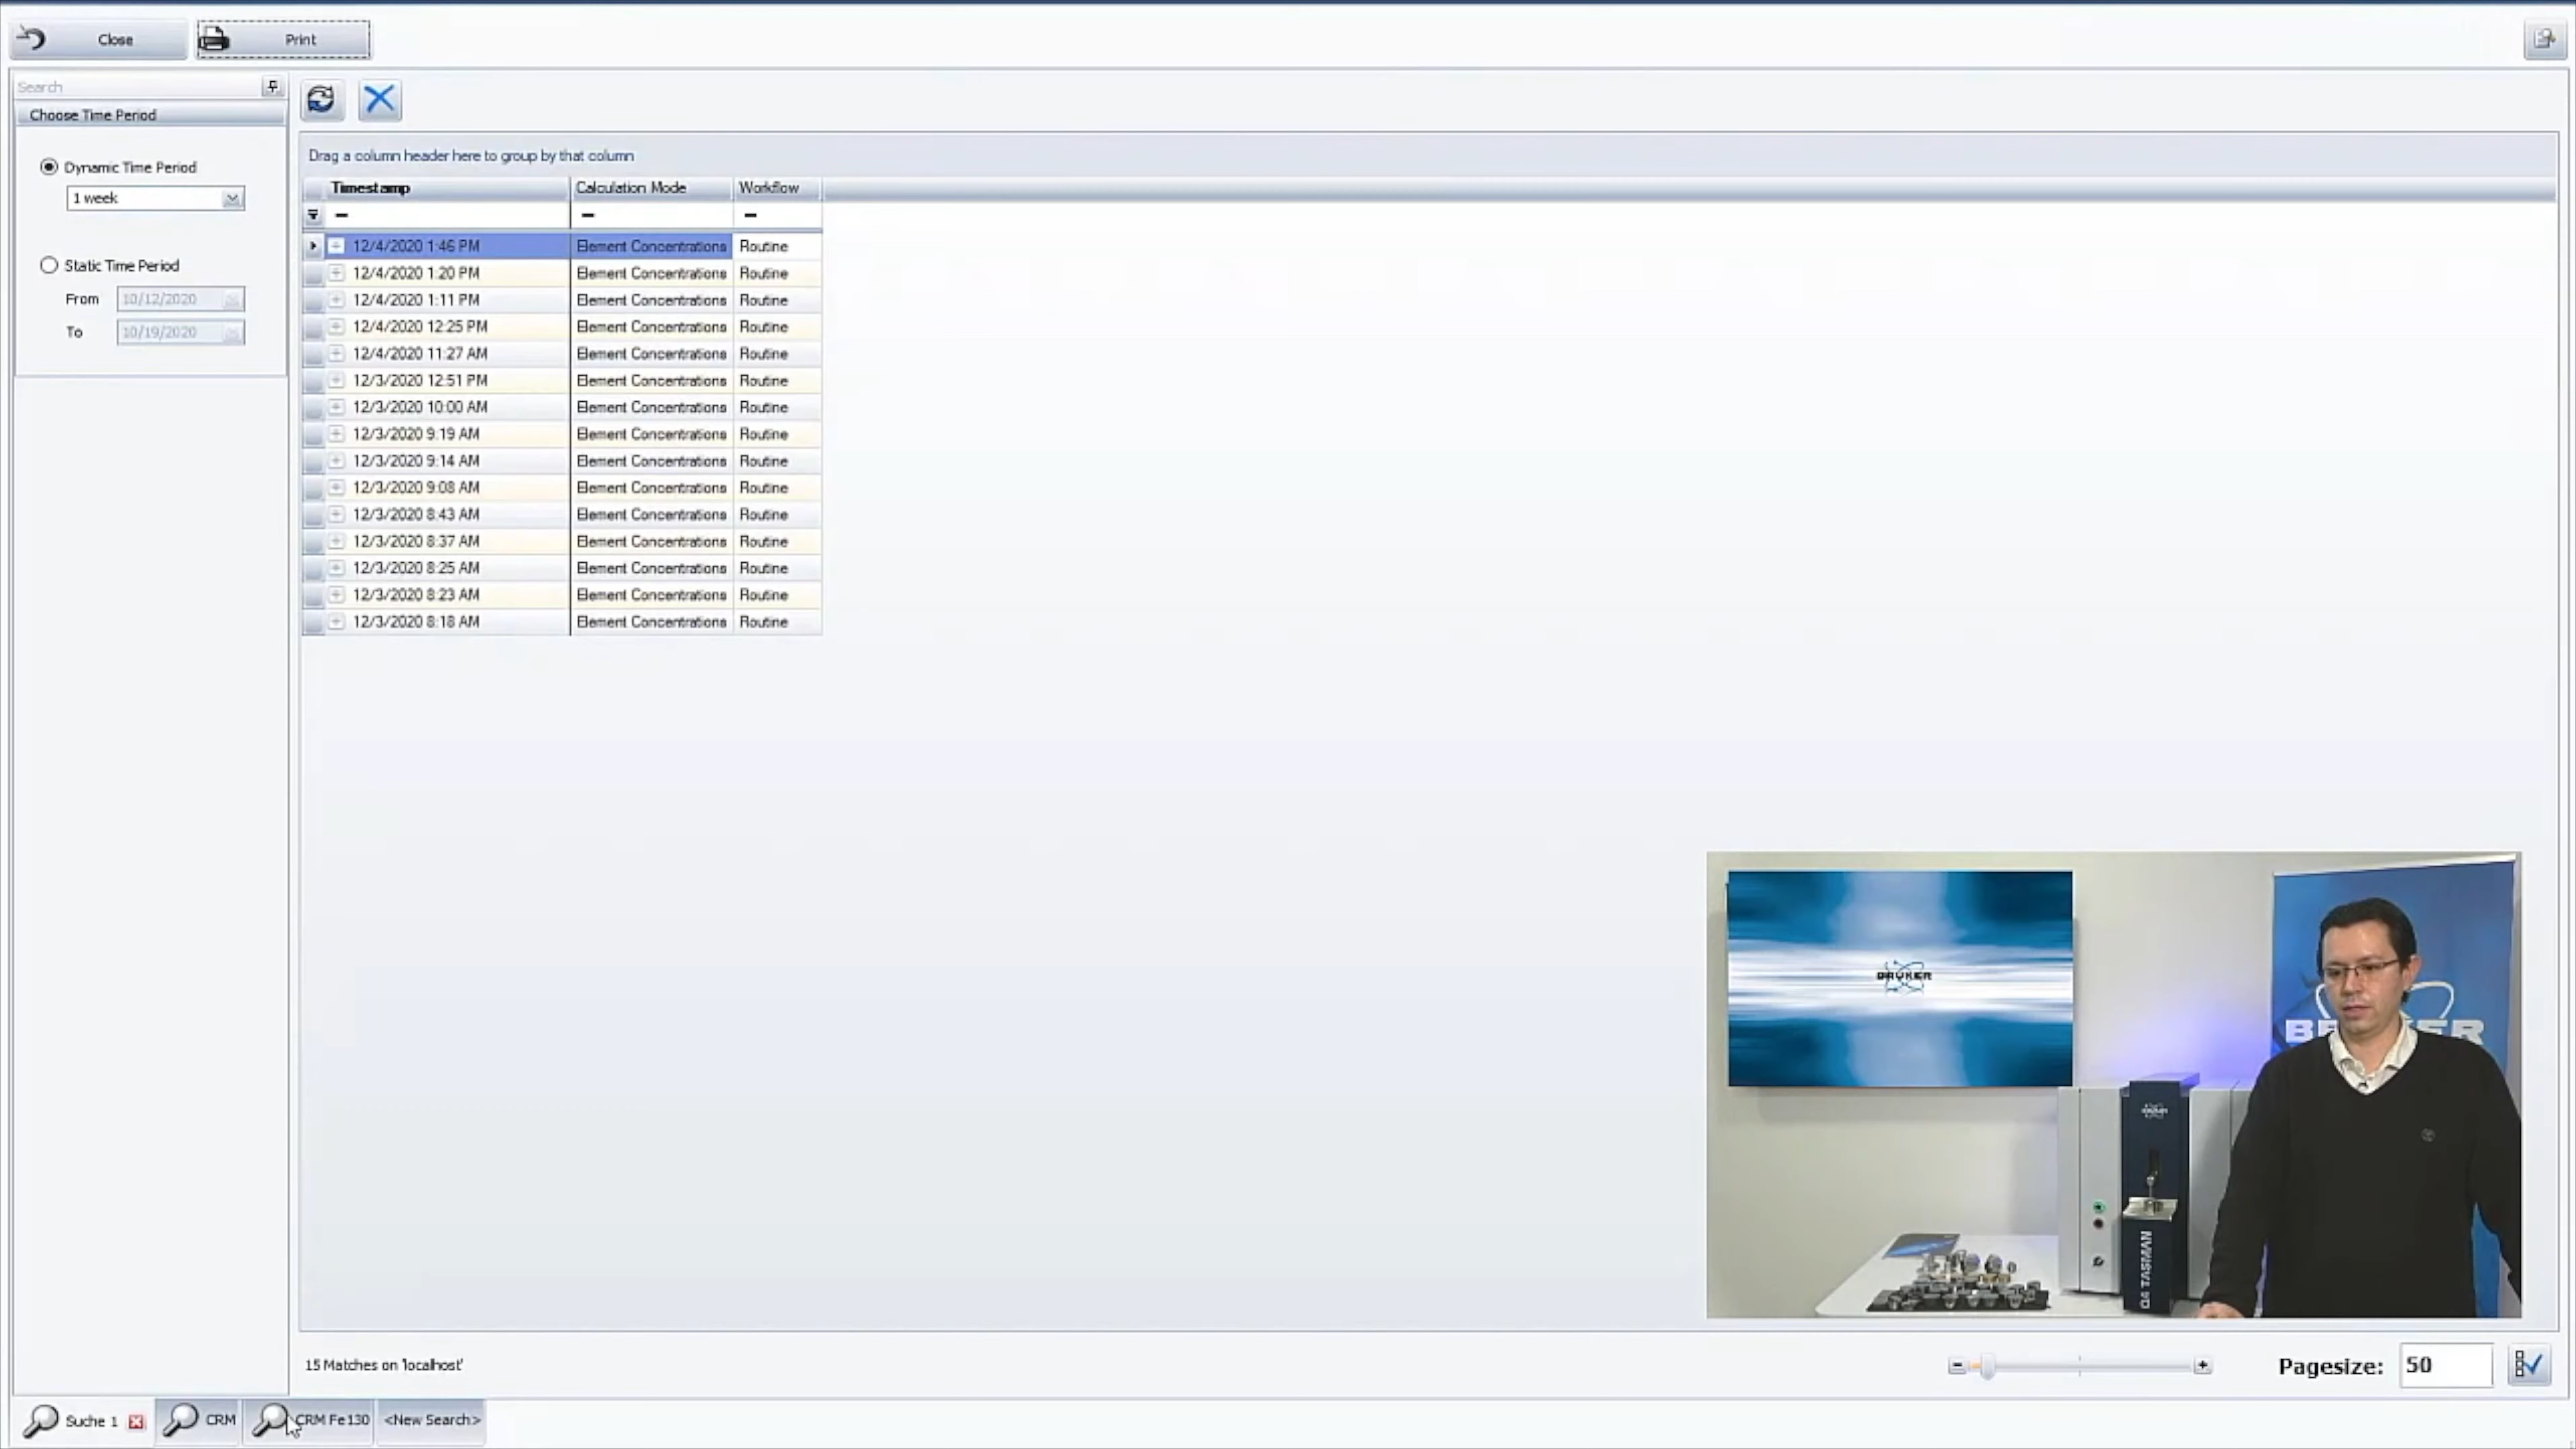 Close Print
Search
Choose Time Period
Dynamic Time Period
1 week
Static Time Period
From 10/12/2020
To 10/19/2020
Drag a column header here to group by that column
Timestamp Calculation Mode Workflow
12/4/2020 1:46 PM Element Concentrations Routine
12/4/2020 1:20 PM Element Concentrations Routine
12/4/2020 1:11 PM Element Concentrations Routine
12/4/2020 12:25 PM Element Concentrations Routine
12/4/2020 11:27 AM Element Concentrations Routine
12/3/2020 12:51 PM Element Concentrations Routine
12/3/2020 10:00 AM Element Concentrations Routine
12/3/2020 9:19 AM Element Concentrations Routine
12/3/2020 9:14 AM Element Concentrations Routine
12/3/2020 9:08 AM Element Concentrations Routine
12/3/2020 8:43 AM Element Concentrations Routine
12/3/2020 8:37 AM Element Concentrations Routine
12/3/2020 8:25 AM Element Concentrations Routine
12/3/2020 8:23 AM Element Concentrations Routine
12/3/2020 8:18 AM Element Concentrations Routine
BRUKER
BRUKER
Q4 TASMAN
15 Matches on 'localhost'
Pagesize: 50
Suche 1 CRM CRM Fe130 <New Search>